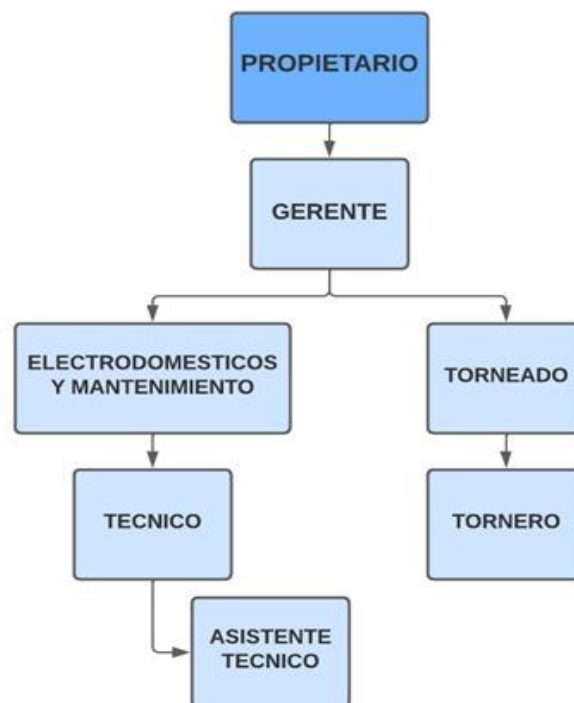 PROPIETARIO
GERENTE
ELECTRODOMESTICOS
Y MANTENIMIENTO
TORNEADO
TECNICO
TORNERO
ASISTENTE
TECNICO